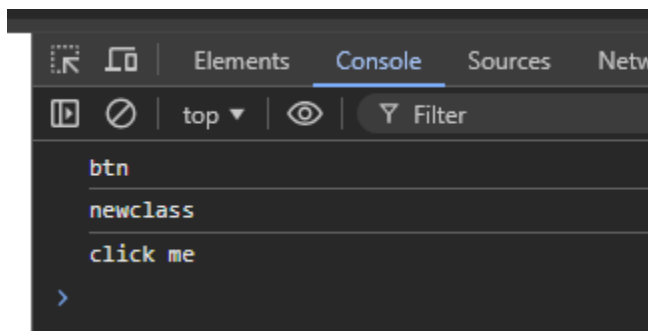 Elements Console Sources Netw
top Filter
btn
newclass
click me